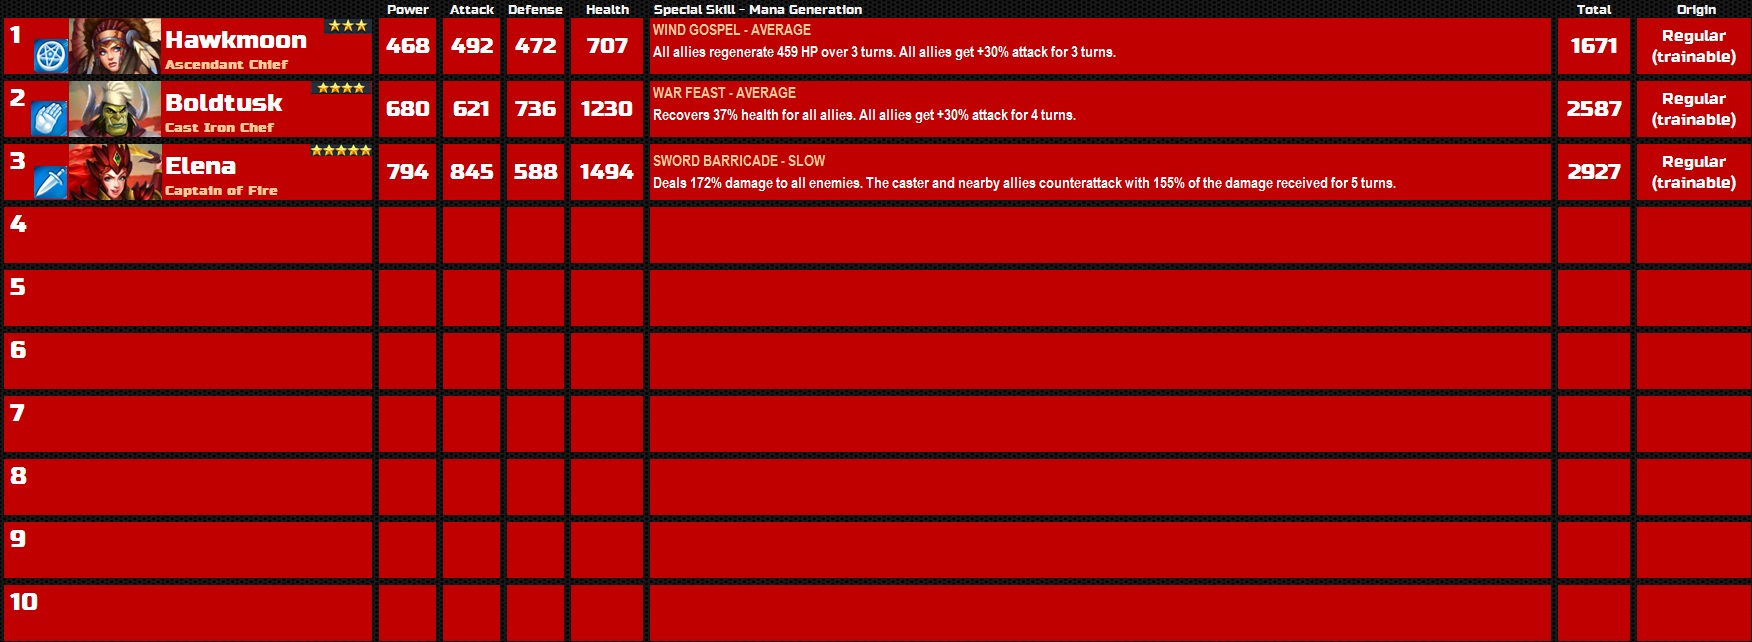 Power Attack Defense Health Special Skill - Mana Generation Total Origin
1 Hawkmoon 468 492 472 707 WIND GOSPEL - AVERAGE 1671 Regular
Ascendant Chief All allies regenerate 459 HP over 3 turns. All allies get +30% attack for 3 turns. (trainable)
2 Boldtusk 680 621 736 1230 WAR FEAST - AVERAGE 2587 Regular
Cast Iron Chef Recovers 37% health for all allies. All allies get +30% attack for 4 turns. (trainable)
3 Elena 794 845 588 1494 SWORD BARRICADE - SLOW 2927 Regular
Captain of Fire Deals 172% damage to all enemies. The caster and nearby allies counterattack with 155% of the damage received for 5 turns. (trainable)
4
5
6
7
8
9
10